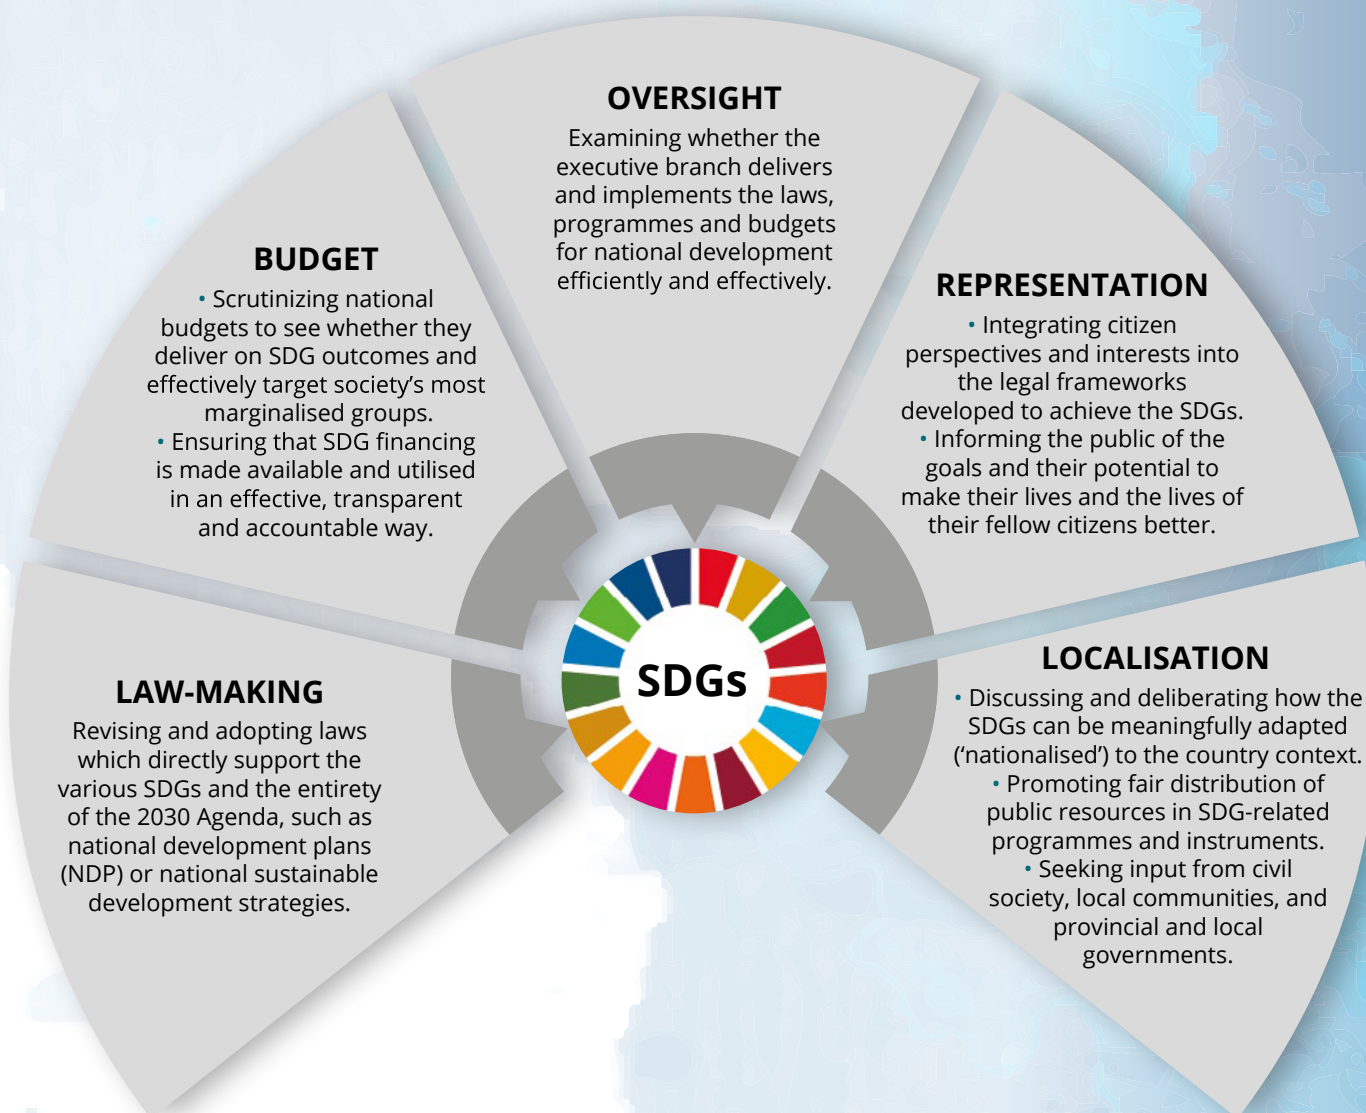 OVERSIGHT
Examining whether the
executive branch delivers
and implements the laws,
programmes and budgets
for national development
efficiently and effectively.
BUDGET
• Scrutinizing national
budgets to see whether they
deliver on SDG outcomes and
effectively target society’s most
marginalised groups.
• Ensuring that SDG financing
is made available and utilised
in an effective, transparent
and accountable way.
REPRESENTATION
• Integrating citizen
perspectives and interests into
the legal frameworks
developed to achieve the SDGs.
• Informing the public of the
goals and their potential to
make their lives and the lives of
their fellow citizens better.
LAW-MAKING
Revising and adopting laws
which directly support the
various SDGs and the entirety
of the 2030 Agenda, such as
national development plans
(NDP) or national sustainable
development strategies.
SDGs
LOCALISATION
• Discussing and deliberating how the
SDGs can be meaningfully adapted
(‘nationalised’) to the country context.
• Promoting fair distribution of
public resources in SDG-related
programmes and instruments.
• Seeking input from civil
society, local communities, and
provincial and local
governments.